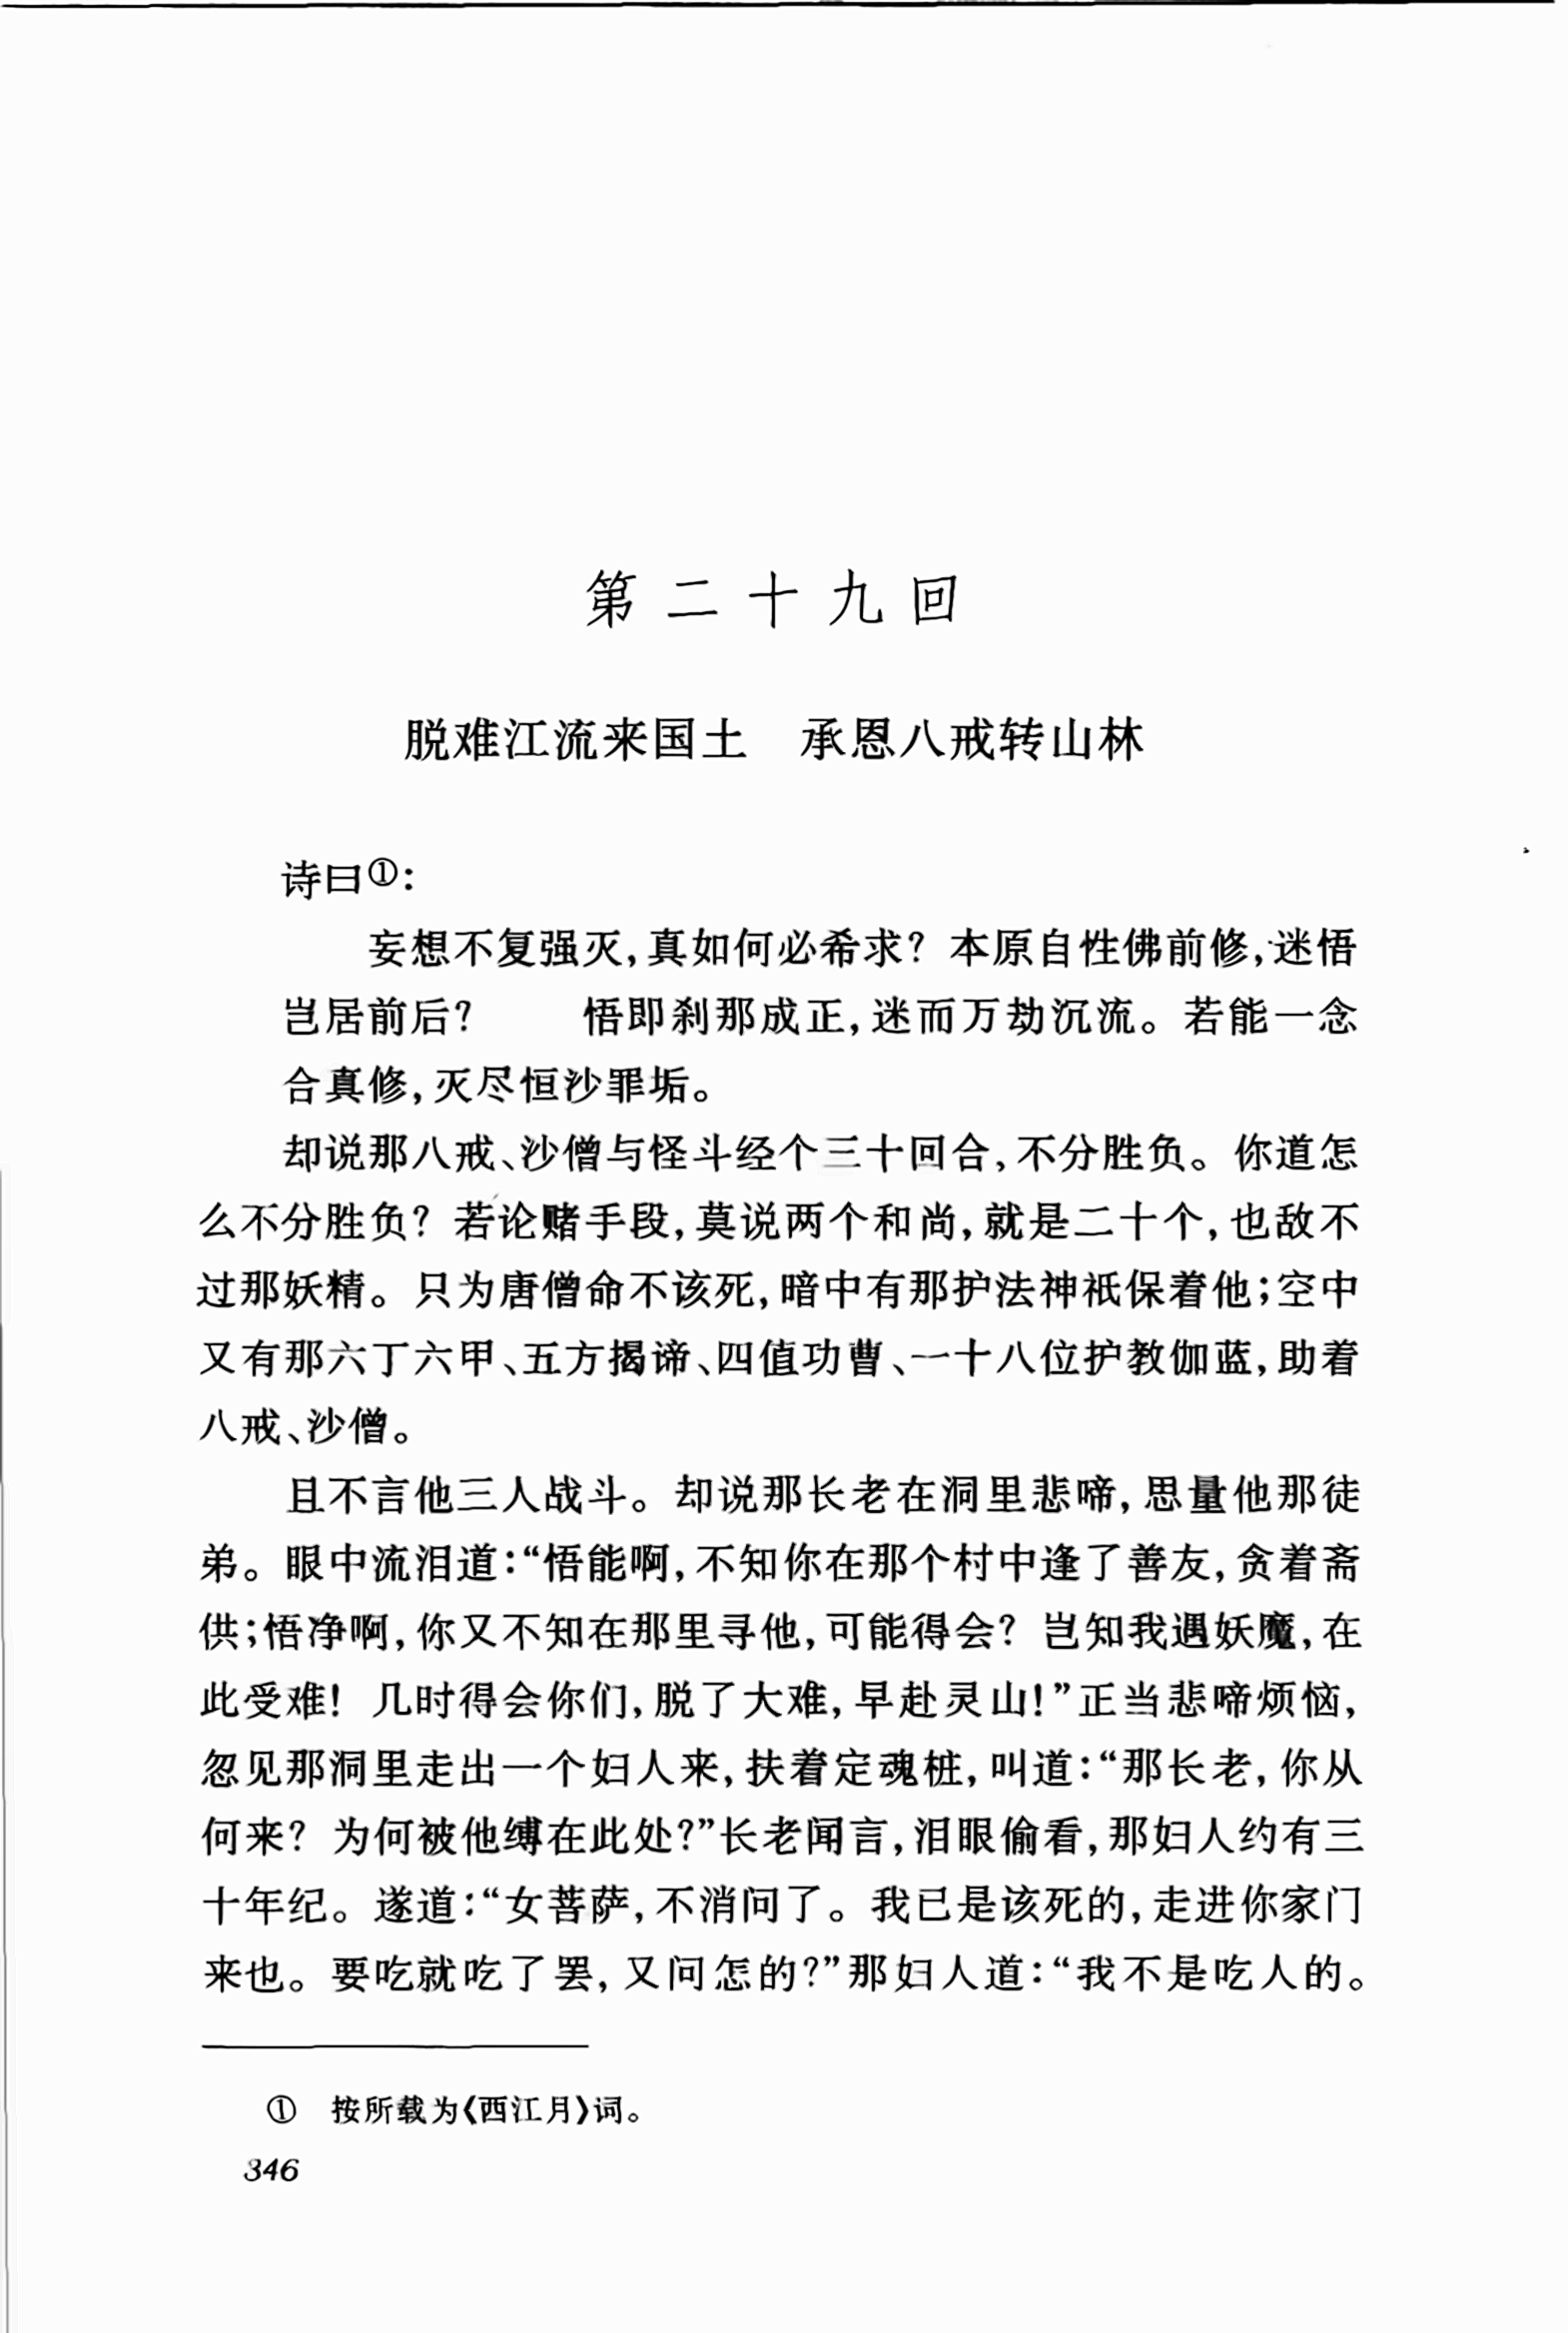 第二十九回
脱难江流来国土　承恩八戒转山林
诗曰①：
妄想不复强灭，真如何必希求？本原自性佛前修，迷悟
岂居前后？　　悟即刹那成正，迷而万劫沉流。若能一念
合真修，灭尽恒沙罪垢。
却说那八戒、沙僧与怪斗经个三十回合，不分胜负。你道怎
么不分胜负？若论赌手段，莫说两个和尚，就是二十个，也敌不
过那妖精。只为唐僧命不该死，暗中有那护法神祇保着他；空中
又有那六丁六甲、五方揭谛、四值功曹、一十八位护教伽蓝，助着
八戒、沙僧。
且不言他三人战斗。却说那长老在洞里悲啼，思量他那徒
弟。眼中流泪道：“悟能啊，不知你在那个村中逢了善友，贪着斋
供；悟净啊，你又不知在那里寻他，可能得会？岂知我遇妖魔，在
此受难！几时得会你们，脱了大难，早赴灵山！”正当悲啼烦恼，
忽见那洞里走出一个妇人来，扶着定魂桩，叫道：“那长老，你从
何来？为何被他缚在此处？”长老闻言，泪眼偷看，那妇人约有三
十年纪。遂道：“女菩萨，不消问了。我已是该死的，走进你家门
来也。要吃就吃了罢，又问怎的？”那妇人道：“我不是吃人的。
①　按所载为《西江月》词。
346